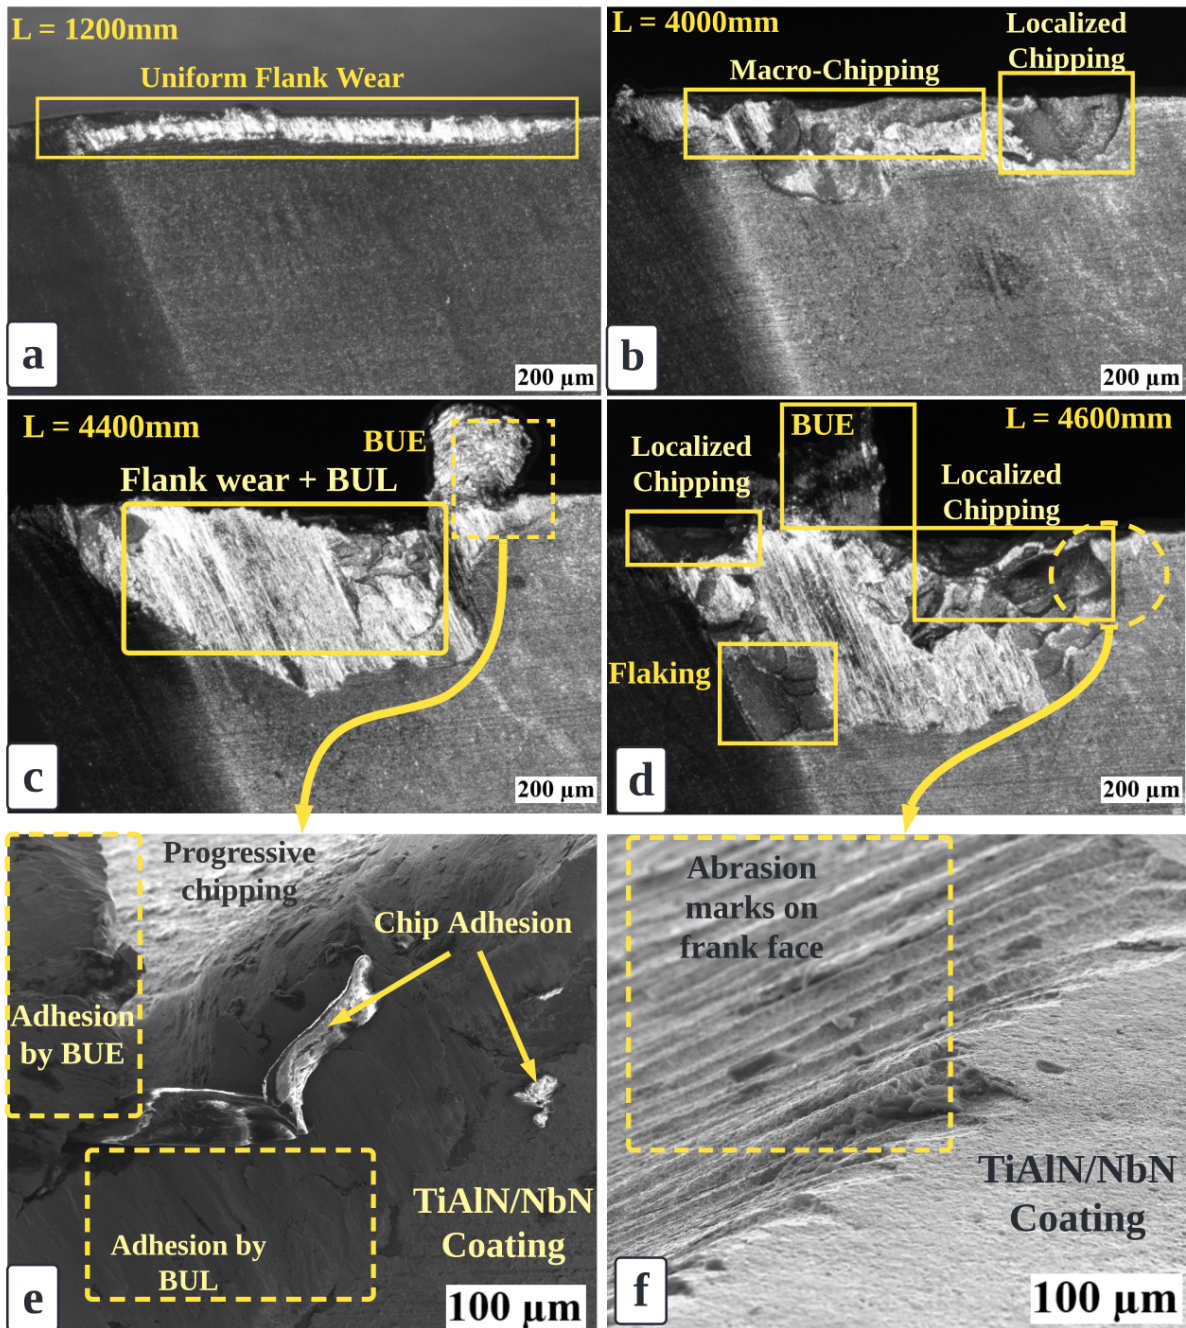 L = 1200mm
Uniform Flank Wear
a
200 µm
L = 4000mm
Localized
Chipping
Macro-Chipping
b
200 µm
L = 4400mm
BUE
Flank wear + BUL
c
200 µm
BUE
L = 4600mm
Localized
Chipping
Localized
Chipping
Flaking
d
200 µm
Progressive
chipping
Chip Adhesion
Adhesion
by BUE
TiAlN/NbN
Coating
Adhesion by
BUL
e
100 µm
Abrasion
marks on
frank face
TiAlN/NbN
Coating
f
100 µm